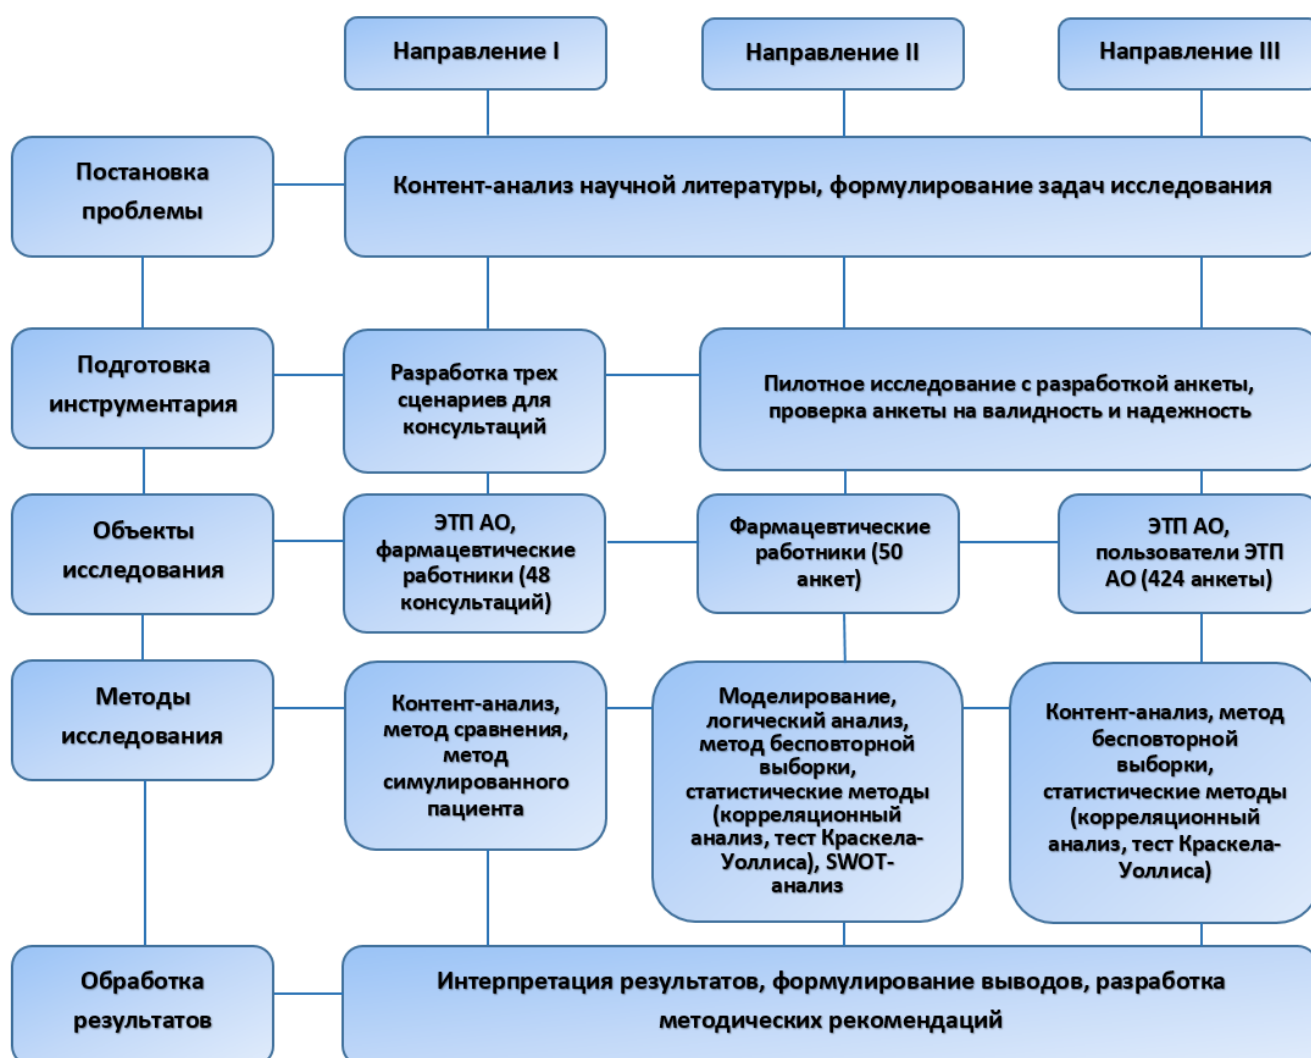 Направление I
Направление II
Направление III
Постановка
проблемы
Контент-анализ научной литературы, формулирование задач исследования
Подготовка
инструментария
Разработка трех
сценариев для
консультаций
Пилотное исследование с разработкой анкеты,
проверка анкеты на валидность и надежность
Объекты
исследования
ЭТП АО,
фармацевтические
работники (48
консультаций)
Фармацевтические
работники (50
анкет)
ЭТП АО,
пользователи ЭТП
АО (424 анкеты)
Методы
исследования
Контент-анализ,
метод сравнения,
метод
симулированного
пациента
Моделирование,
логический анализ,
метод бесповторной
выборки,
статистические методы
(корреляционный
анализ, тест Краскела-
Уоллиса), SWOT-
анализ
Контент-анализ, метод
бесповторной
выборки,
статистические методы
(корреляционный
анализ, тест Краскела-
Уоллиса)
Обработка
результатов
Интерпретация результатов, формулирование выводов, разработка
методических рекомендаций